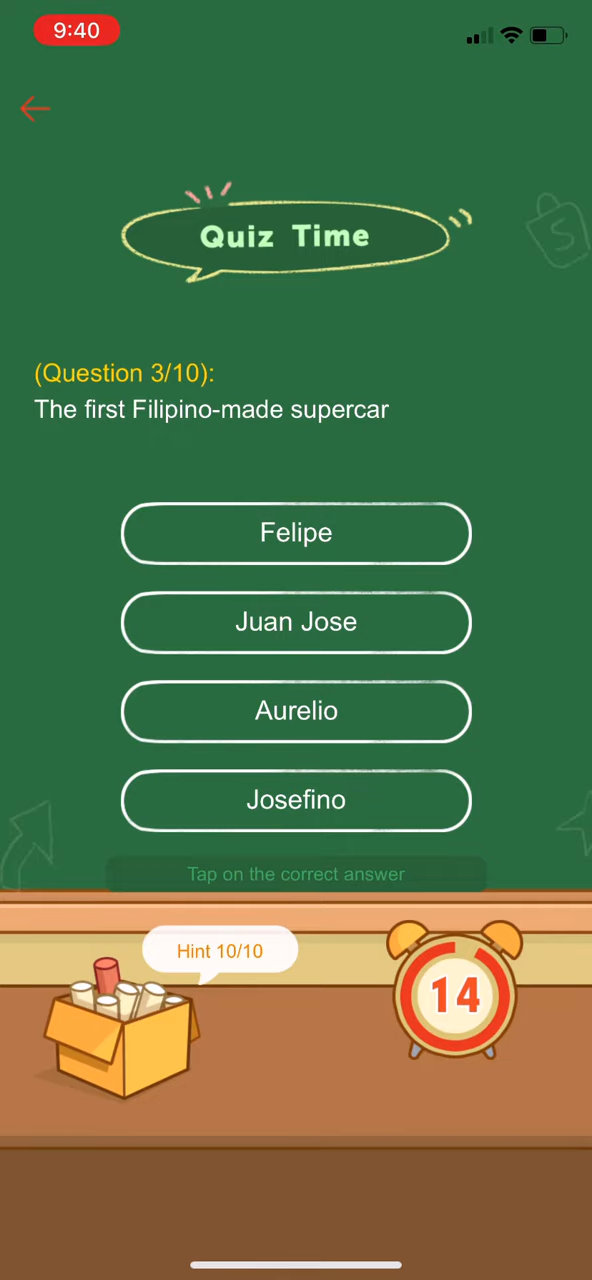 9:40
Quiz Time
(Question 3/10):
The first Filipino-made supercar
Felipe
Juan Jose
Aurelio
Josefino
Tap on the correct answer
Hint 10/10
14